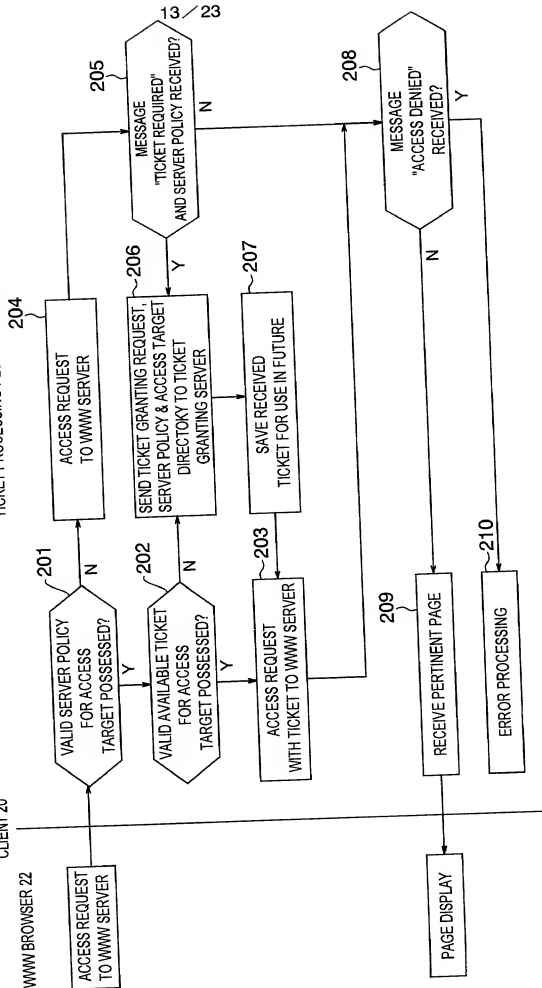 13/23
CLIENT 20
WWW BROWSER 22
ACCESS REQUEST
TO WWW SERVER
201
VALID SERVER POLICY
FOR ACCESS
TARGET POSSESSED?
N
Y
204
ACCESS REQUEST
TO WWW SERVER
205
MESSAGE
"TICKET REQUIRED"
AND SERVER POLICY RECEIVED?
N
Y
202
VALID AVAILABLE TICKET
FOR ACCESS
TARGET POSSESSED?
N
Y
206
SEND TICKET GRANTING REQUEST,
SERVER POLICY & ACCESS TARGET
DIRECTOKY TO TICKET
GRANTING SERVER
207
SAVE RECEIVED
TICKET FOR USE IN FUTURE
203
ACCESS REQUEST
WITH TICKET TO WWW SERVER
208
MESSAGE
"ACCESS DENIED"
RECEIVED?
N
Y
209
RECEIVE PERTINENT PAGE
210
ERROR PROCESSING
PAGE DISPLAY